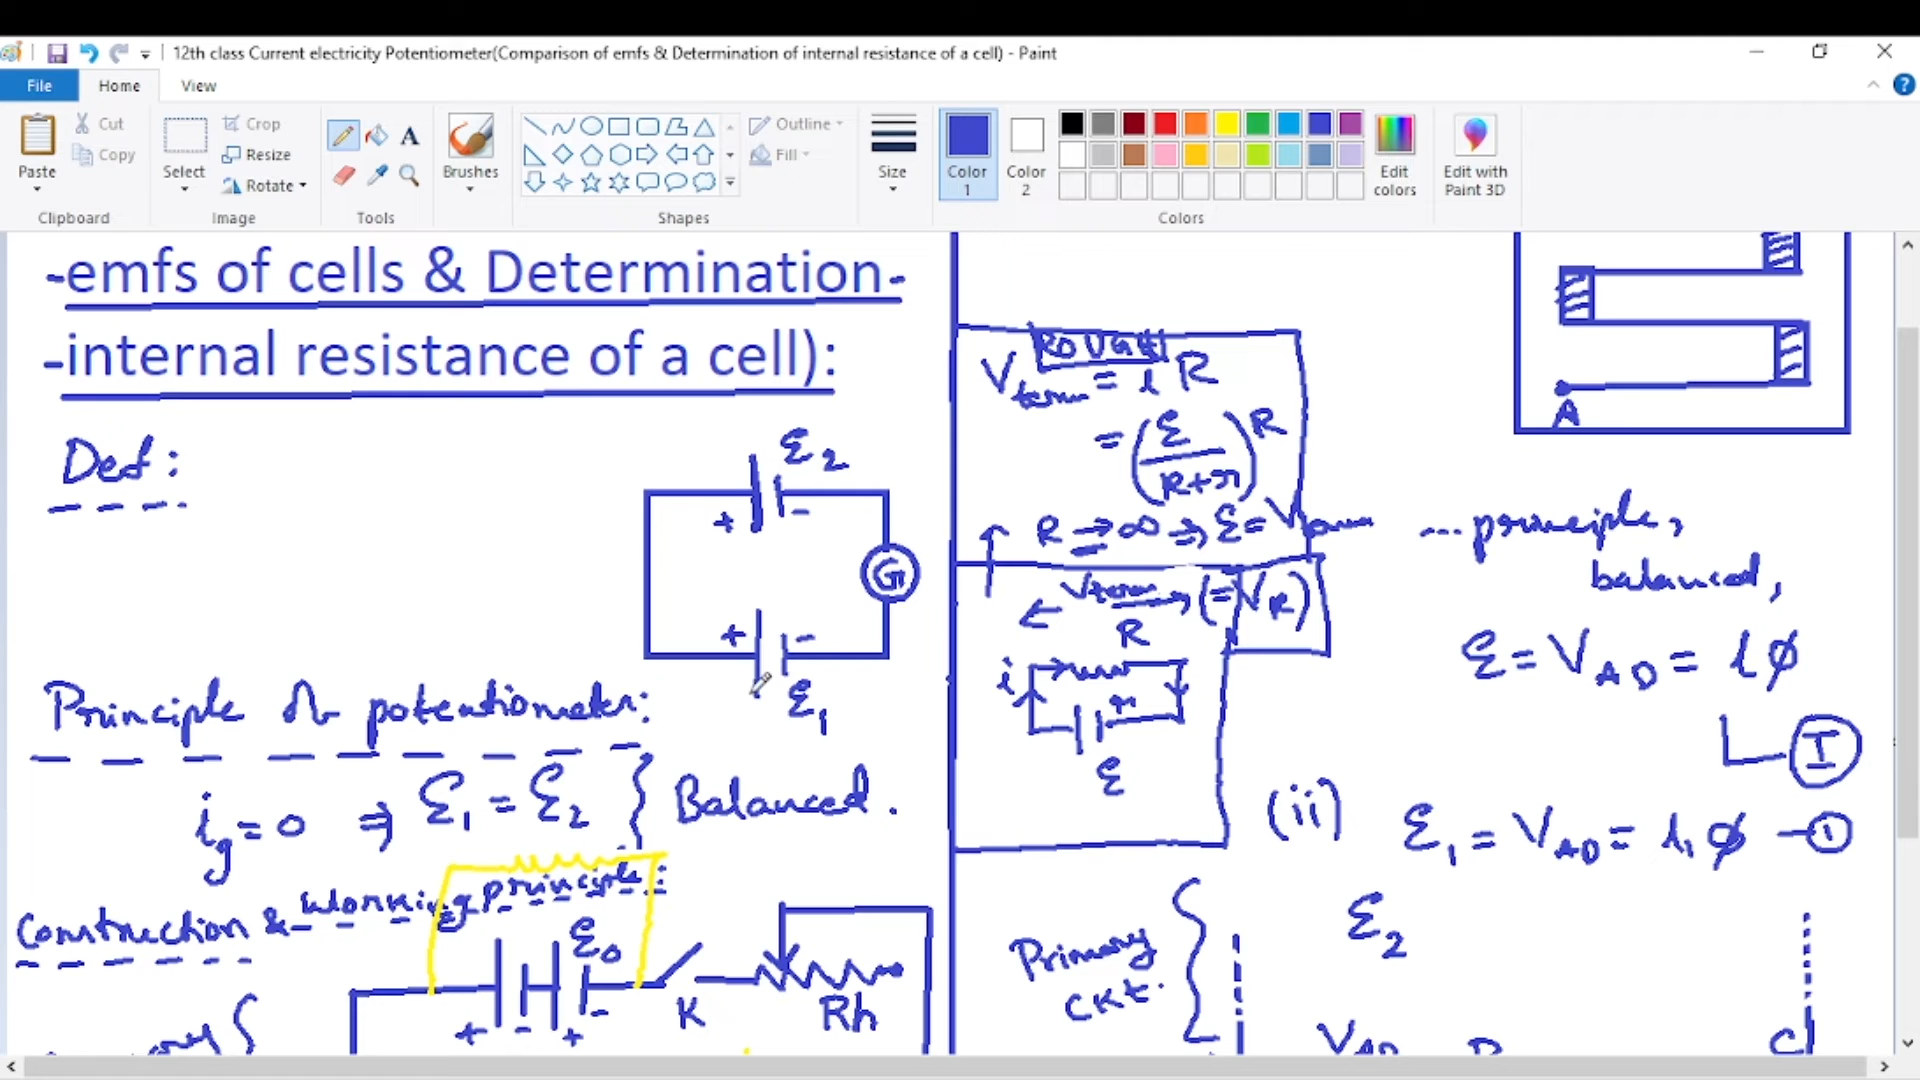 12th class Current electricity Potentiometer(Comparison of emfs & Determination of internal resistance of a cell) - Paint
File Home View
Paste Cut Copy
Clipboard
Select Crop Resize Rotate
Image
Tools
Brushes
Shapes
Outline
Fill
Size
Color 1
Color 2
Colors
Edit colors
Edit with Paint 3D
-emfs of cells & Determination-
-internal resistance of a cell):
Def:
ε2
+ -
G
+ -
ε1
Principle of potentiometer:
ig = 0 ⇒ ε1 = ε2 } Balanced.
Construction & working principle:
ε0
+ - + -
K
Rh
Vterm = i R
= (ε/(R+r)) R
R → ∞ ⇒ ε = Vterm
Vterm (= VR)
R
i
r
ε
A
... principle,
balanced,
ε = VAD = lϕ
I
(ii) ε1 = VAD = l1 ϕ - 1
ε2
Primary
CKt.
VAD
C